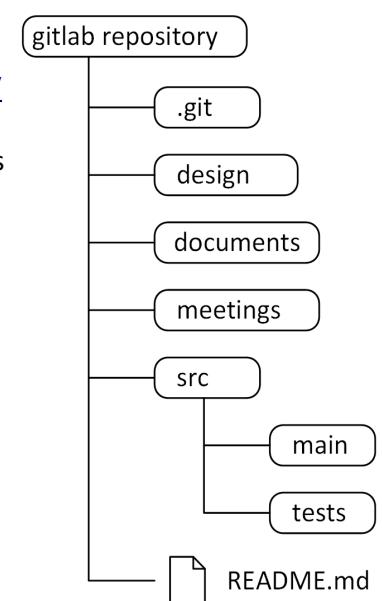 gitlab repository
.git
design
documents
meetings
src
main
tests
README.md